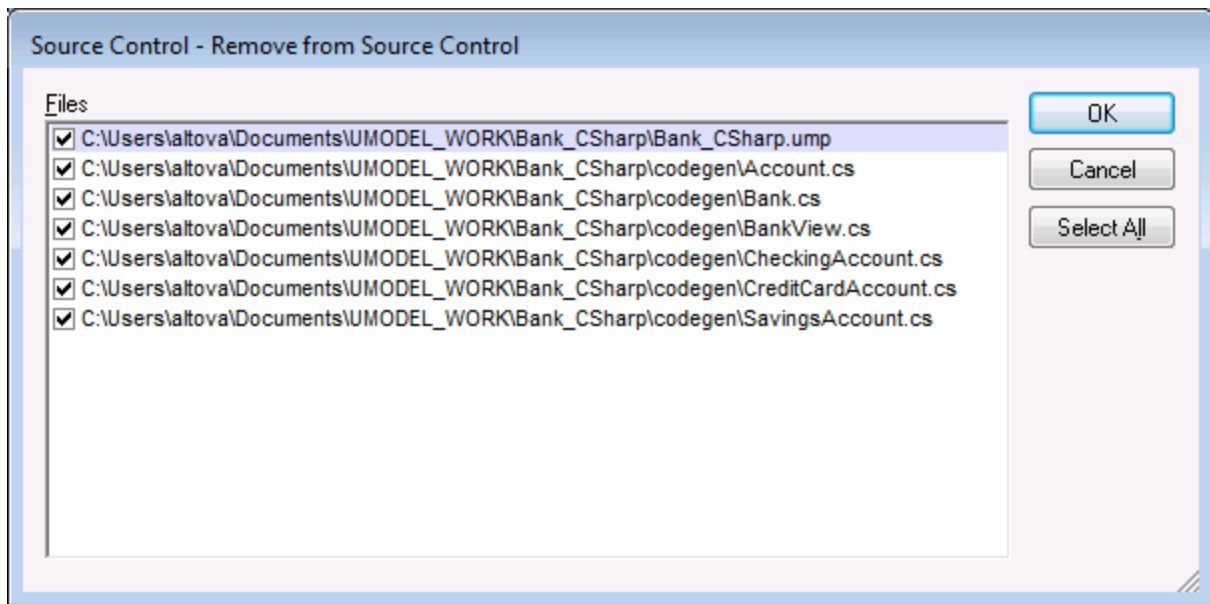 Source Control - Remove from Source Control
Files
C:\Users\altova\Documents\UMODEL_WORK\Bank_CSharp\Bank_CSharp.ump
C:\Users\altova\Documents\UMODEL_WORK\Bank_CSharp\codegen\Account.cs
C:\Users\altova\Documents\UMODEL_WORK\Bank_CSharp\codegen\Bank.cs
C:\Users\altova\Documents\UMODEL_WORK\Bank_CSharp\codegen\BankView.cs
C:\Users\altova\Documents\UMODEL_WORK\Bank_CSharp\codegen\CheckingAccount.cs
C:\Users\altova\Documents\UMODEL_WORK\Bank_CSharp\codegen\CreditCardAccount.cs
C:\Users\altova\Documents\UMODEL_WORK\Bank_CSharp\codegen\SavingsAccount.cs
OK
Cancel
Select All